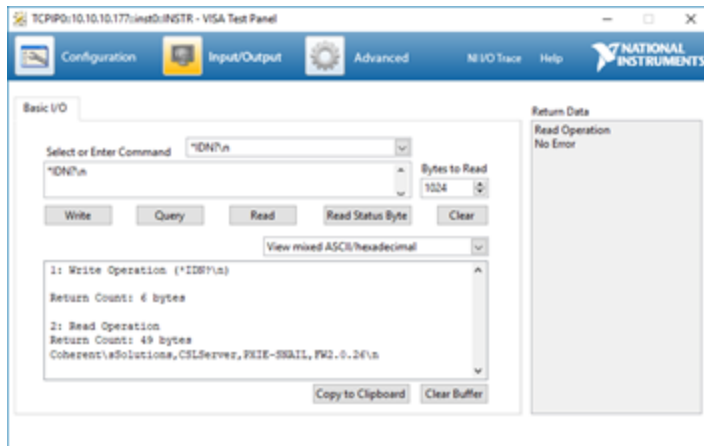 TCPIP0::10.10.10.177::inst0::INSTR - VISA Test Panel
Configuration Input/Output Advanced NI I/O Trace Help NATIONAL INSTRUMENTS
Basic I/O
Return Data
Select or Enter Command *IDN?\n
Read Operation
No Error
*IDN?\n
Bytes to Read
1024
Write Query Read Read Status Byte Clear
View mixed ASCII/hexadecimal
1: Write Operation (*IDN?\n)
Return Count: 6 bytes
2: Read Operation
Return Count: 49 bytes
Coherent\sSolutions,CSLServer,PXIE-SNAIL,FW2.0.26\n
Copy to Clipboard Clear Buffer